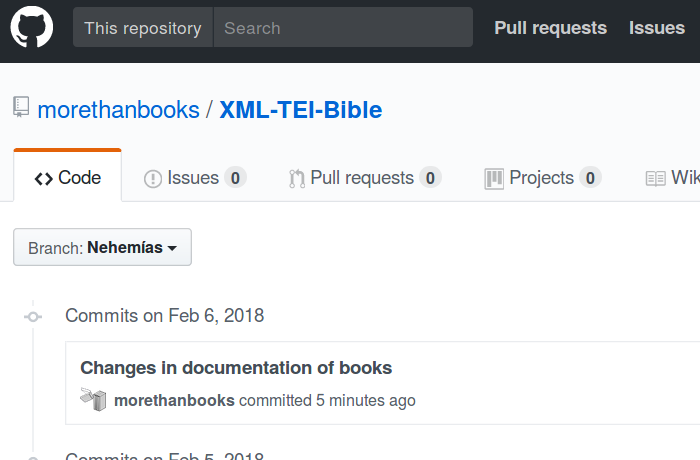 This repository Search Pull requests Issues
morethanbooks / XML-TEI-Bible
Code Issues 0 Pull requests 0 Projects 0 Wik
Branch: Nehemías
Commits on Feb 6, 2018
Changes in documentation of books
morethanbooks committed 5 minutes ago
Commits on Feb 5, 2018